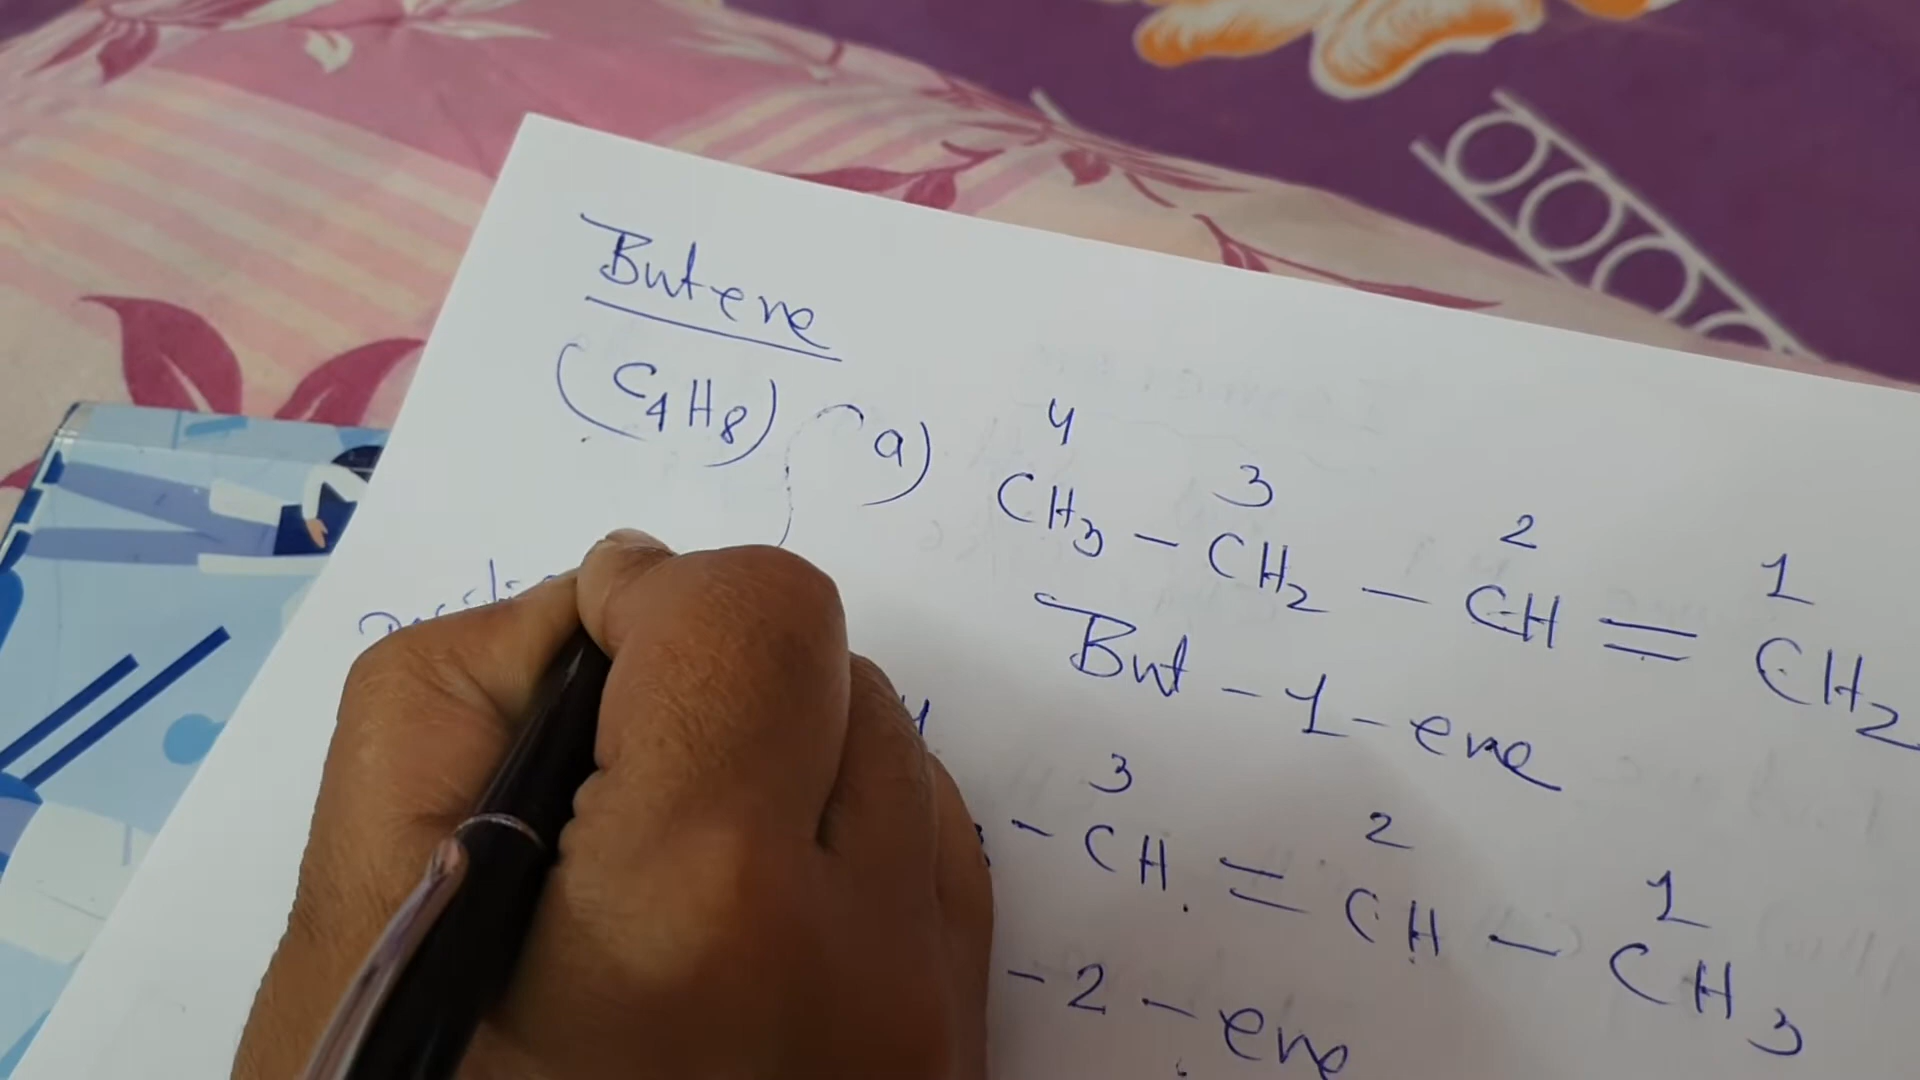 Butene
(C4H8)
a)
4 3 2 1
CH3 - CH2 - CH = CH2
But - 1 - ene
4 3 2 1
- CH = CH - CH3
- 2 - ene